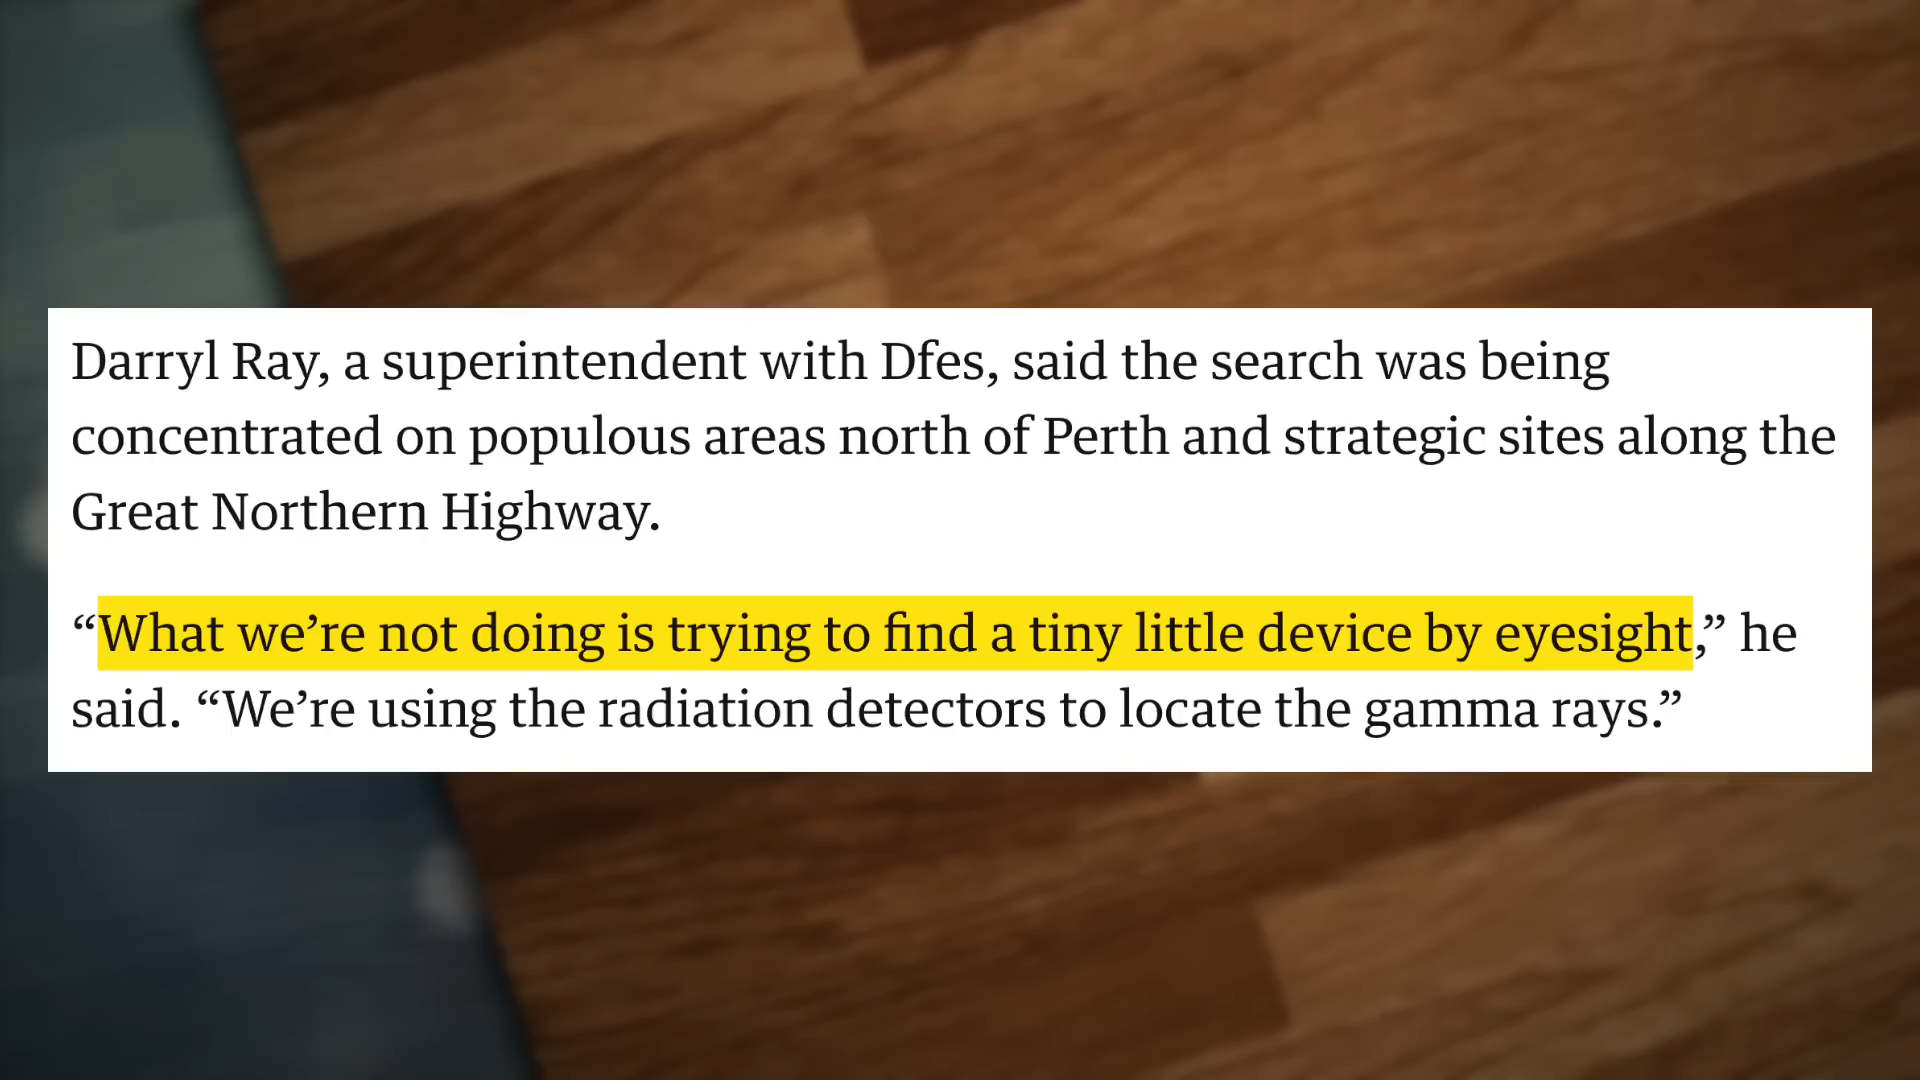 Darryl Ray, a superintendent with Dfes, said the search was being
concentrated on populous areas north of Perth and strategic sites along the
Great Northern Highway.
“What we’re not doing is trying to find a tiny little device by eyesight,” he
said. “We’re using the radiation detectors to locate the gamma rays.”